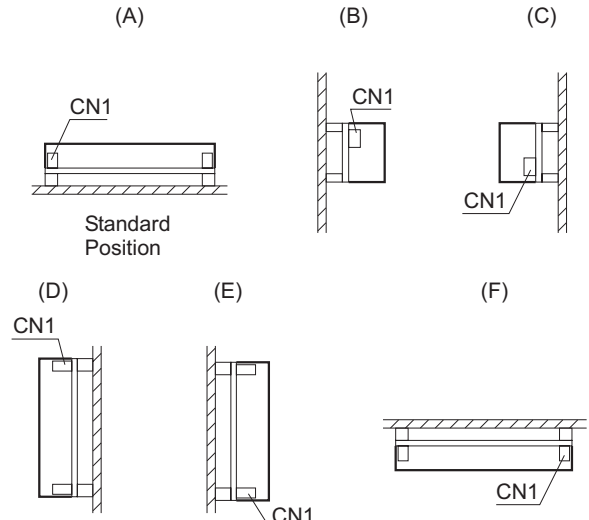 (A)
(B)
(C)
CN1
CN1
CN1
Standard
Position
(D)
(E)
(F)
CN1
CN1
CN1